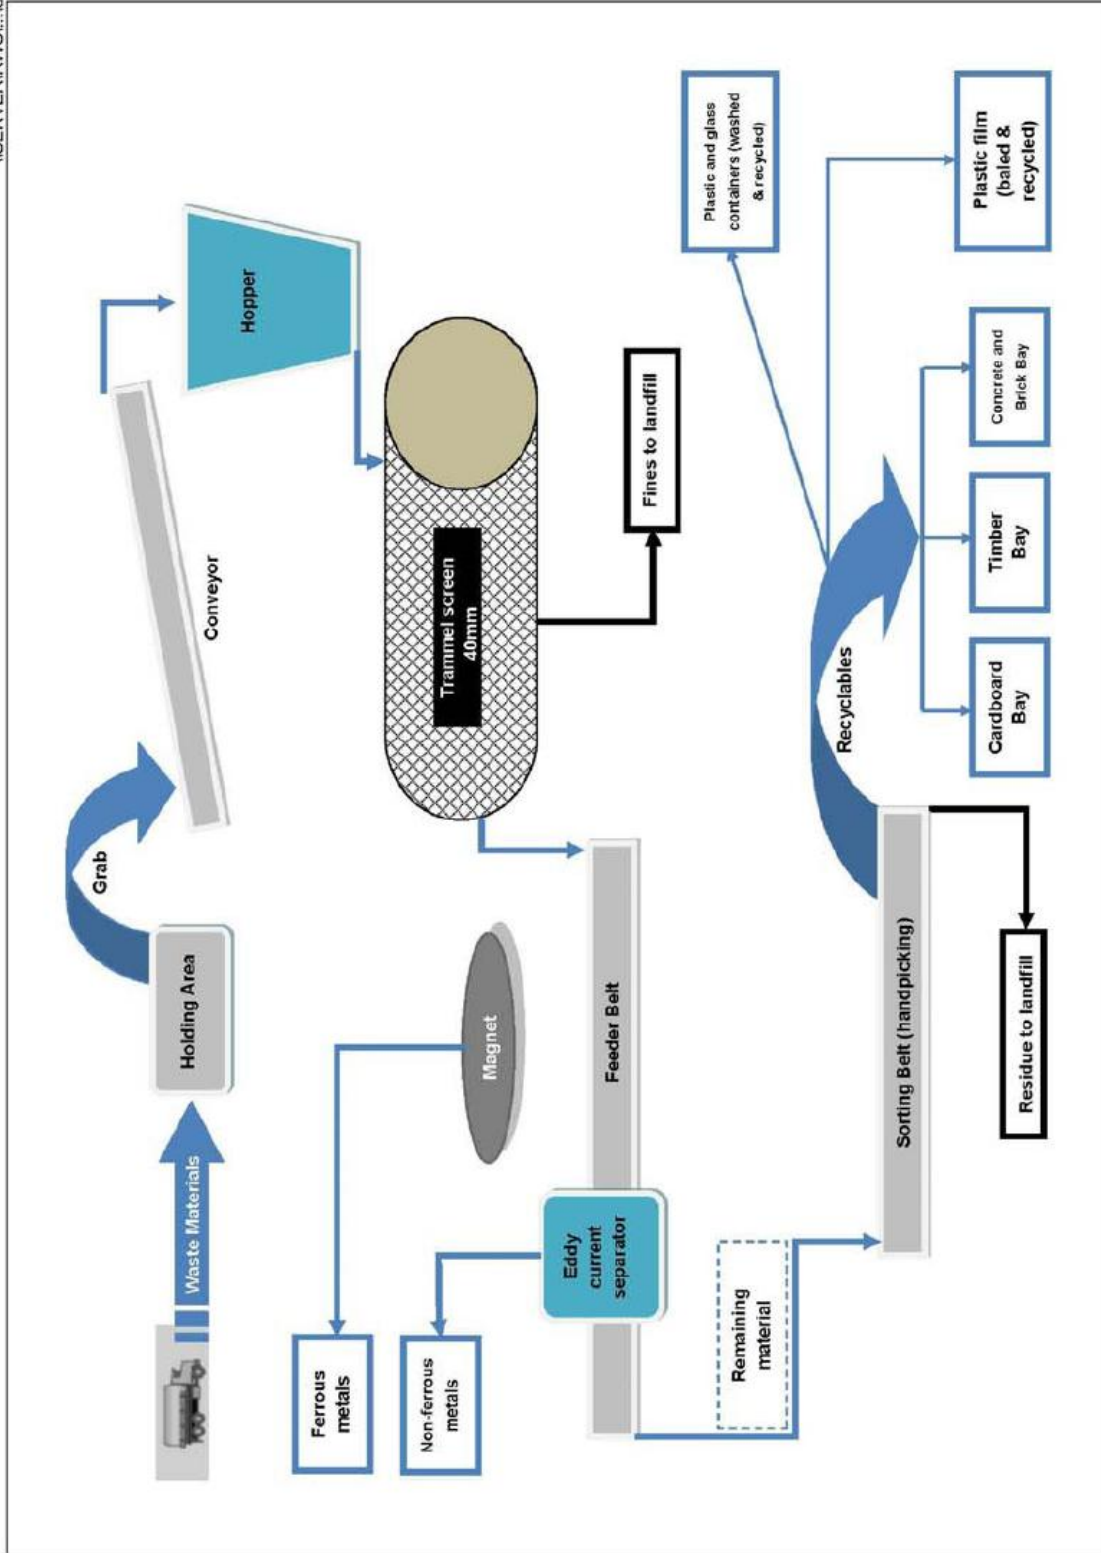 Waste Materials
Holding Area
Grab
Conveyor
Hopper
Trammel screen
40mm
Fines to landfill
Magnet
Ferrous
metals
Non-ferrous
metals
Feeder Belt
Eddy
current
separator
Remaining
material
Sorting Belt (handpicking)
Residue to landfill
Recyclables
Plastic and glass
containers (washed
& recycled)
Plastic film
(baled &
recycled)
Cardboard
Bay
Timber
Bay
Concrete and
Brick Bay